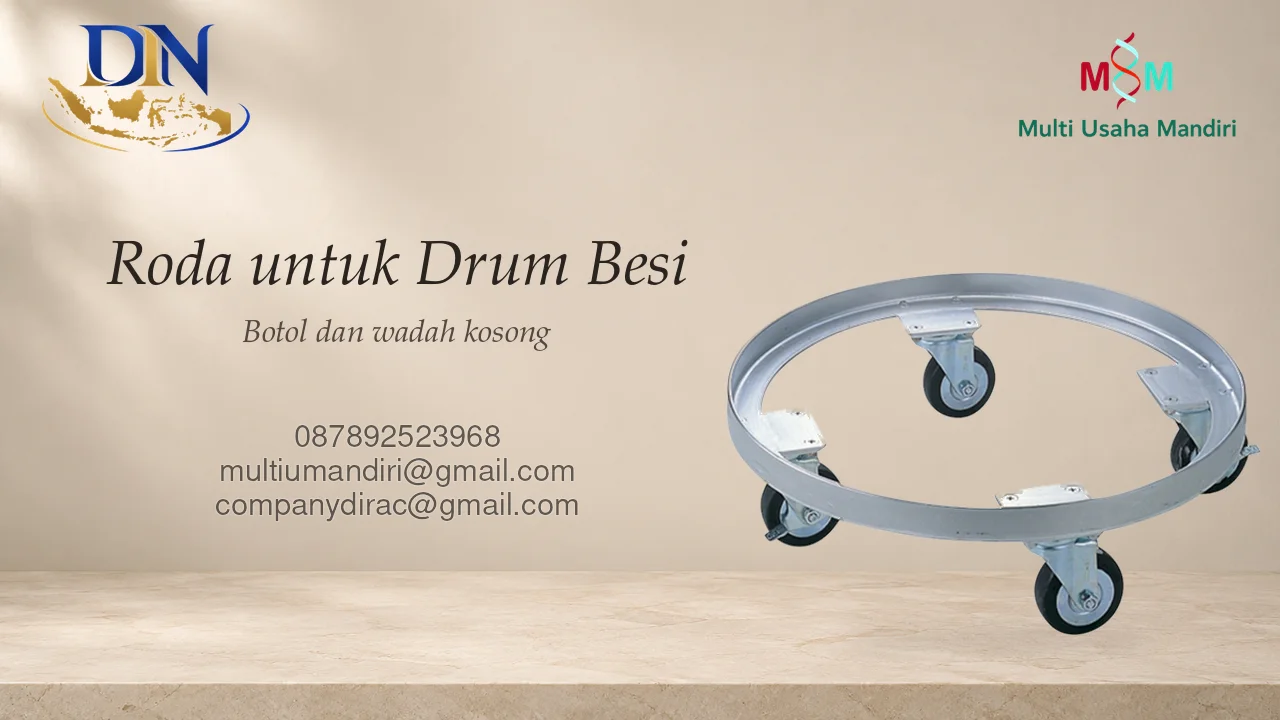 DN
M M
Multi Usaha Mandiri
Roda untuk Drum Besi
Botol dan wadah kosong
087892523968
multiumandiri@gmail.com
companydirac@gmail.com